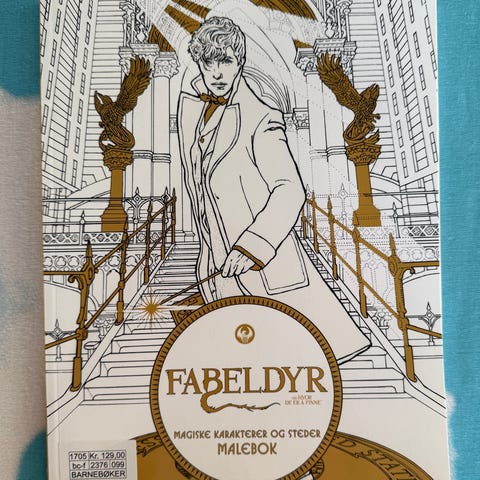 FABELDYR
OG HVOR
DE ER Å FINNE
MAGISKE KARAKTERER OG STEDER
MALEBOK
1705 Kr. 129,00
bc-f 2376 099
BARNEBØKER